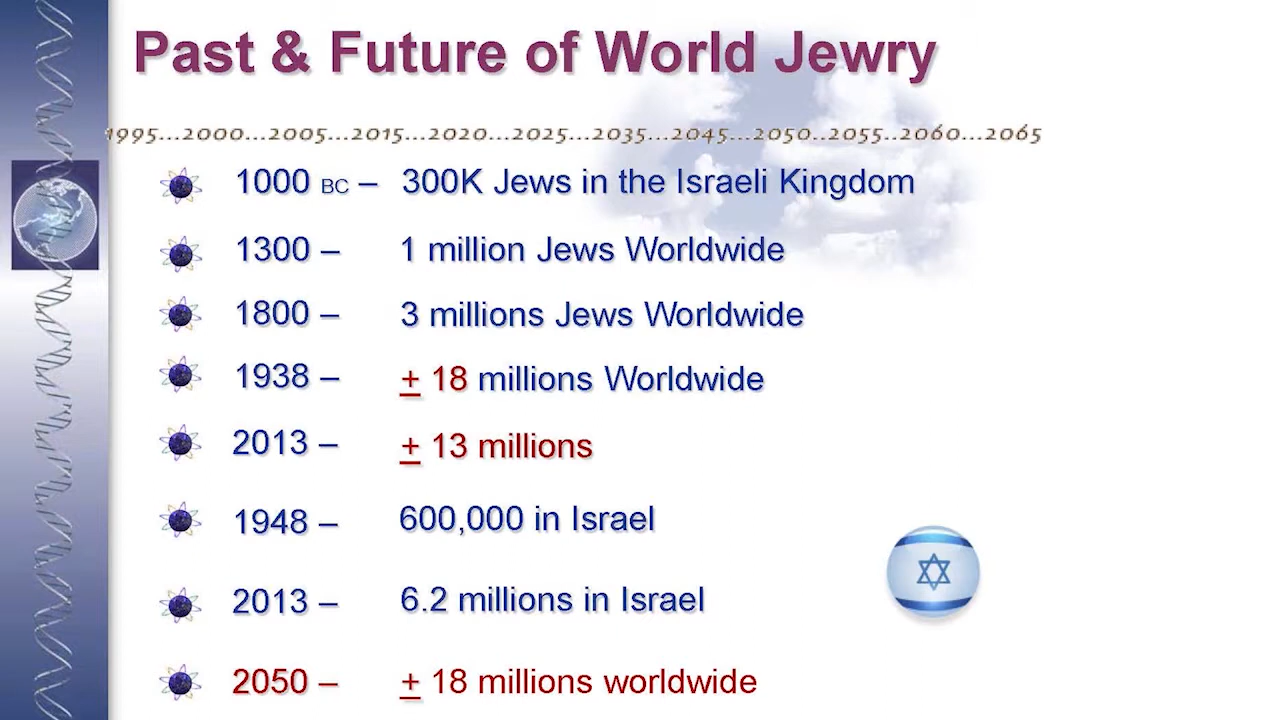 Past & Future of World Jewry
1995...2000...2005...2015...2020...2025...2035...2045...2050..2055..2060...2065
1000 BC – 300K Jews in the Israeli Kingdom
1300 – 1 million Jews Worldwide
1800 – 3 millions Jews Worldwide
1938 – ± 18 millions Worldwide
2013 – ± 13 millions
1948 – 600,000 in Israel
2013 – 6.2 millions in Israel
2050 – ± 18 millions worldwide